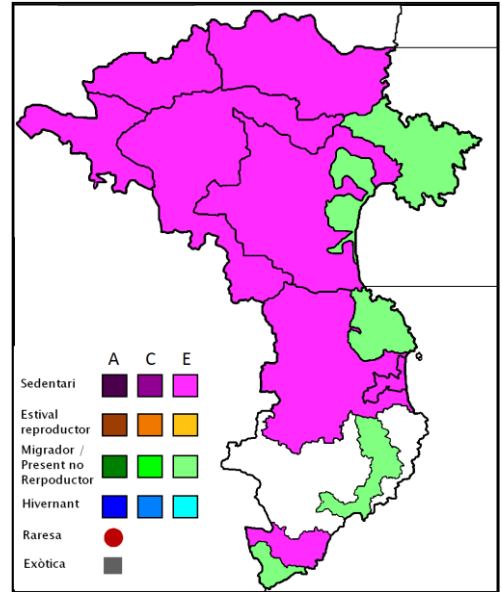 A C E
Sedentari
Estival
reproductor
Migrador /
Present no
Rerpoductor
Hivernant
Raresa
Exòtica